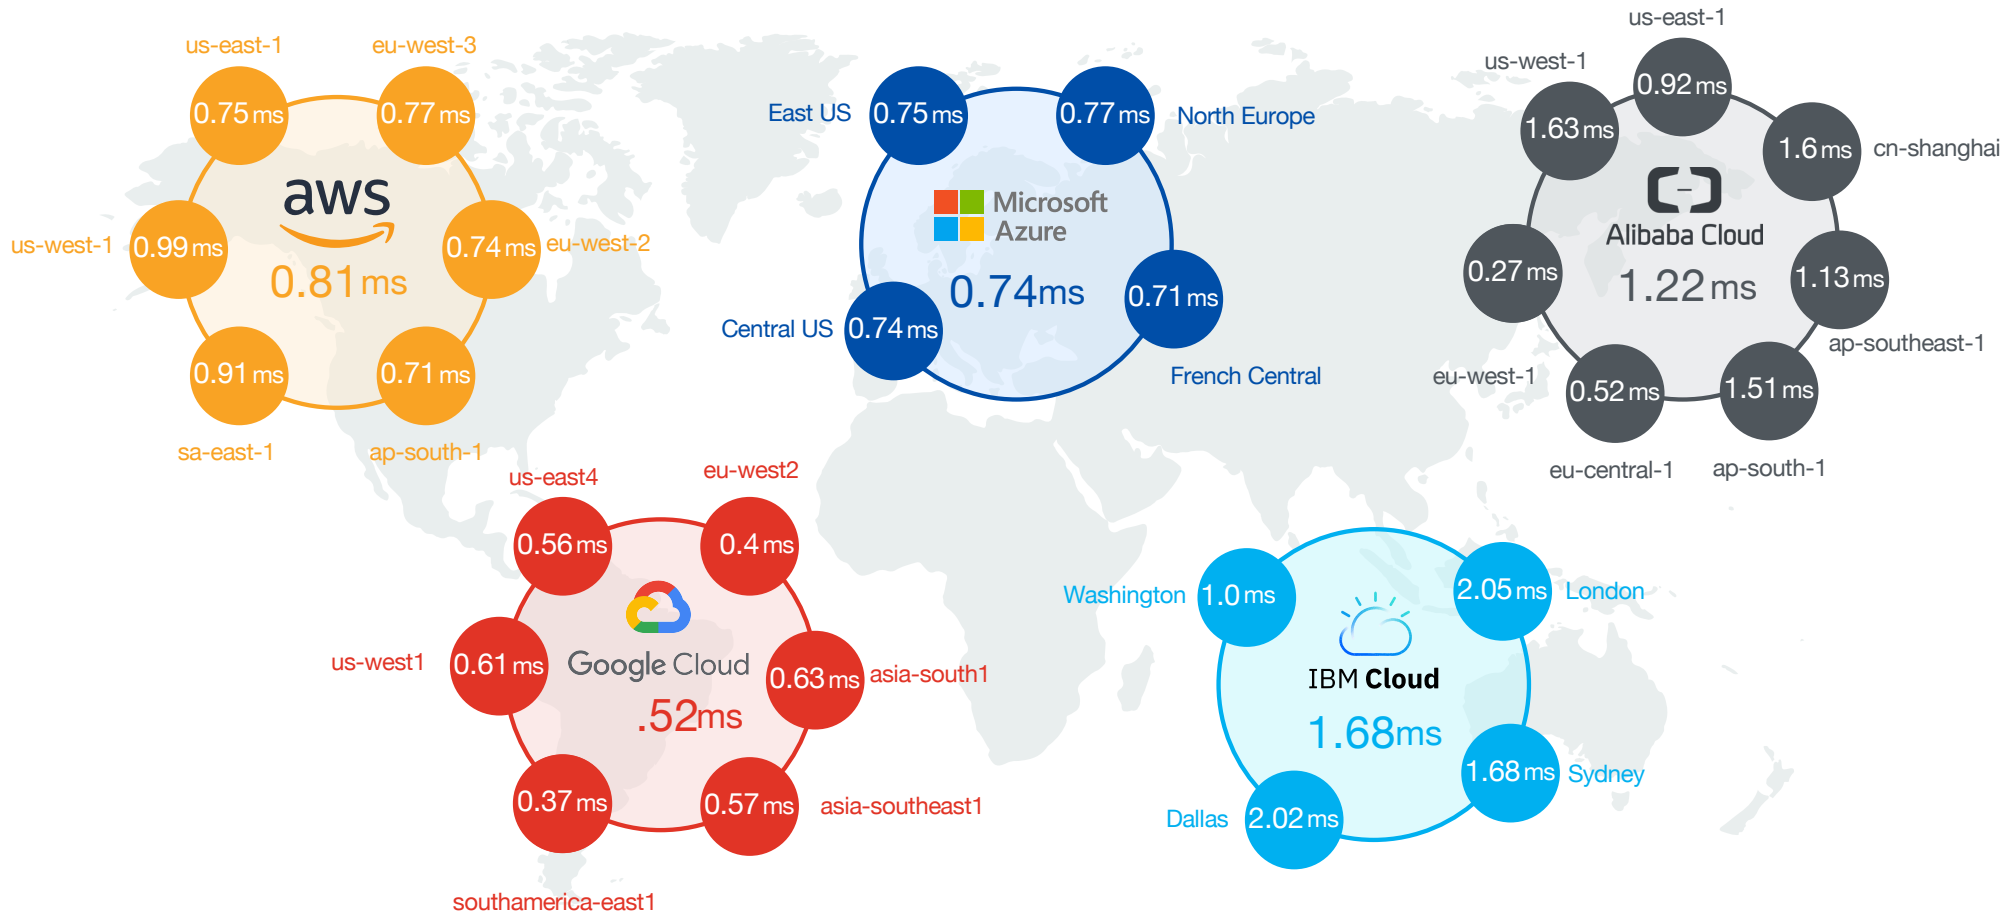 us-east-1
eu-west-3
0.75 ms
0.77 ms
aws
us-west-1
0.99 ms
0.74 ms
eu-west-2
0.81 ms
0.91 ms
0.71 ms
sa-east-1
ap-south-1
East US
0.75 ms
0.77 ms
North Europe
Microsoft
Azure
0.74ms
Central US
0.74 ms
0.71 ms
French Central
us-east-1
us-west-1
0.92 ms
1.63 ms
1.6 ms
cn-shanghai
Alibaba Cloud
1.22 ms
0.27 ms
1.13 ms
ap-southeast-1
eu-west-1
0.52 ms
1.51 ms
eu-central-1
ap-south-1
us-east4
eu-west2
0.56 ms
0.4 ms
us-west1
0.61 ms
Google Cloud
0.63 ms
asia-south1
.52ms
0.37 ms
0.57 ms
asia-southeast1
southamerica-east1
Washington
1.0 ms
2.05 ms
London
IBM Cloud
1.68ms
1.68 ms
Sydney
Dallas
2.02 ms